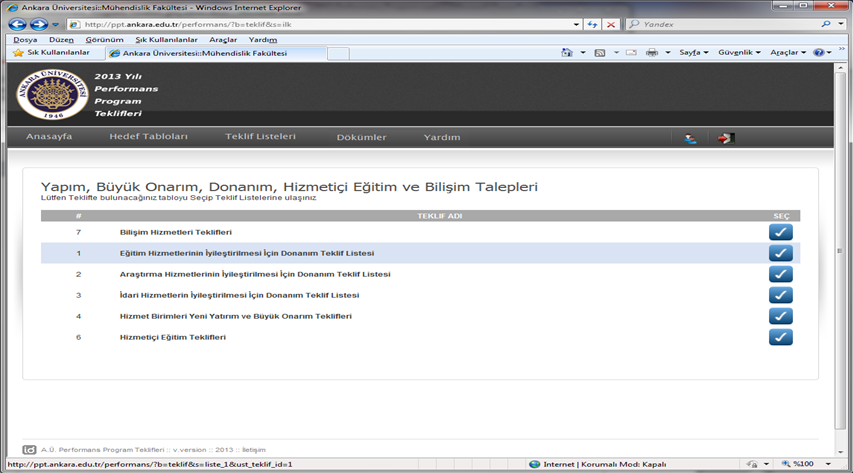 Ankara Üniversitesi::Mühendislik Fakültesi - Windows Internet Explorer
http://ppt.ankara.edu.tr/performans/?b=teklif&s=ilk
Yandex
Dosya Düzen Görünüm Sık Kullanılanlar Araçlar Yardım
Sık Kullanılanlar
Ankara Üniversitesi::Mühendislik Fakültesi
Sayfa Güvenlik Araçlar
ANKARA ÜNİVERSİTESİ
1946
2013 Yılı
Performans
Program
Teklifleri
Anasayfa Hedef Tabloları Teklif Listeleri Dökümler Yardım
Yapım, Büyük Onarım, Donanım, Hizmetiçi Eğitim ve Bilişim Talepleri
Lütfen Teklifte bulunacağınız tabloyu Seçip Teklif Listelerine ulaşınız
# TEKLIF ADI SEÇ
7 Bilişim Hizmetleri Teklifleri
1 Eğitim Hizmetlerinin İyileştirilmesi İçin Donanım Teklif Listesi
2 Araştırma Hizmetlerinin İyileştirilmesi İçin Donanım Teklif Listesi
3 İdari Hizmetlerin İyileştirilmesi İçin Donanım Teklif Listesi
4 Hizmet Birimleri Yeni Yatırım ve Büyük Onarım Teklifleri
6 Hizmetiçi Eğitim Teklifleri
A.Ü. Performans Program Teklifleri :: v.version :: 2013 :: İletişim
http://ppt.ankara.edu.tr/performans/?b=teklif&s=liste_1&ust_teklif_id=1
Internet | Korumalı Mod: Kapalı
%100